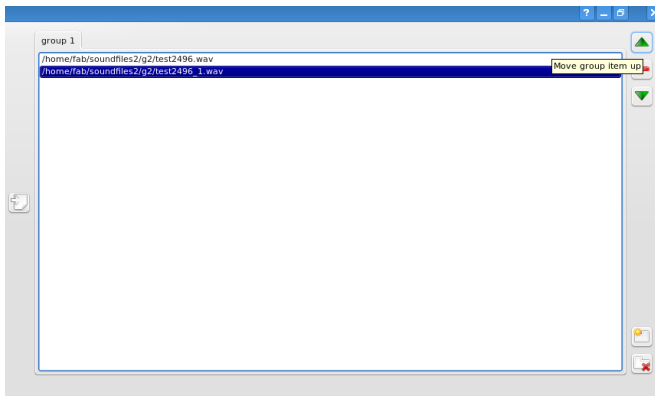 group 1
/home/fab/soundfiles2/g2/test2496.wav
/home/fab/soundfiles2/g2/test2496_1.wav
Move group item up